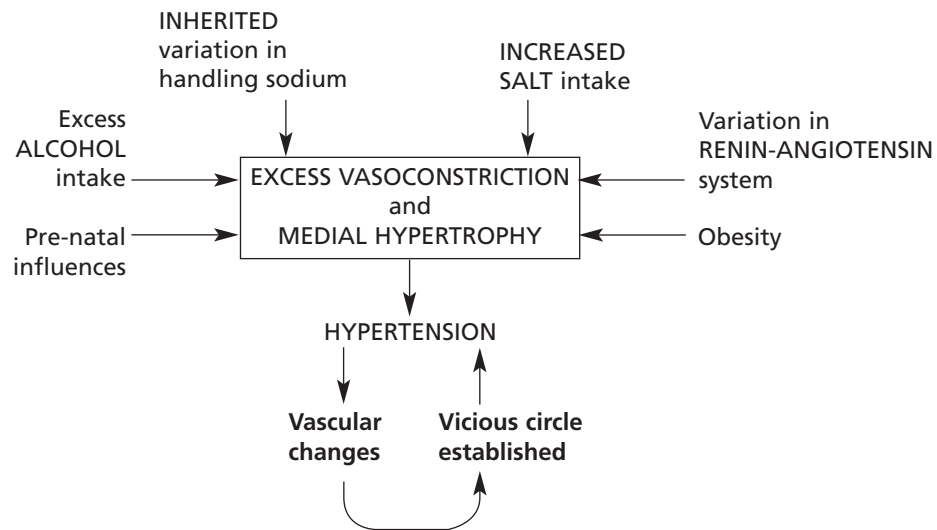 INHERITED
variation in
handling sodium
INCREASED
SALT intake
Excess
ALCOHOL
intake
Variation in
RENIN-ANGIOTENSIN
system
EXCESS VASOCONSTRICTION
and
MEDIAL HYPERTROPHY
Pre-natal
influences
Obesity
HYPERTENSION
Vascular
changes
Vicious circle
established